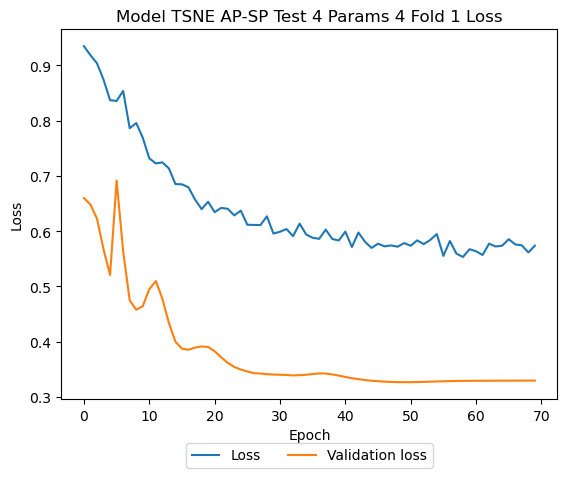 Model TSNE AP-SP Test 4 Params 4 Fold 1 Loss
0.9
0.8
0.7
0.6
0.5
0.4
0.3
Loss
0 10 20 30 40 50 60 70
Epoch
Loss Validation loss